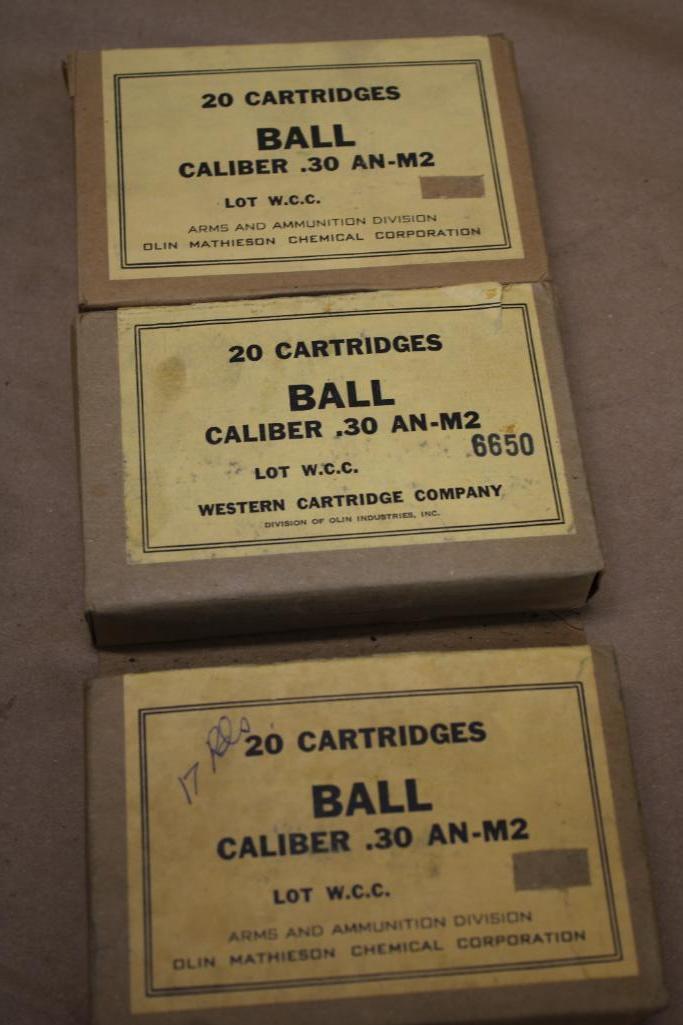 20 CARTRIDGES
BALL
CALIBER .30 AN-M2
LOT W.C.C.
ARMS AND AMMUNITION DIVISION
OLIN MATHIESON CHEMICAL CORPORATION
20 CARTRIDGES
BALL
CALIBER .30 AN-M2
6650
LOT W.C.C.
WESTERN CARTRIDGE COMPANY
DIVISION OF OLIN INDUSTRIES, INC.
17 Rds
20 CARTRIDGES
BALL
CALIBER .30 AN-M2
LOT W.C.C.
ARMS AND AMMUNITION DIVISION
OLIN MATHIESON CHEMICAL CORPORATION